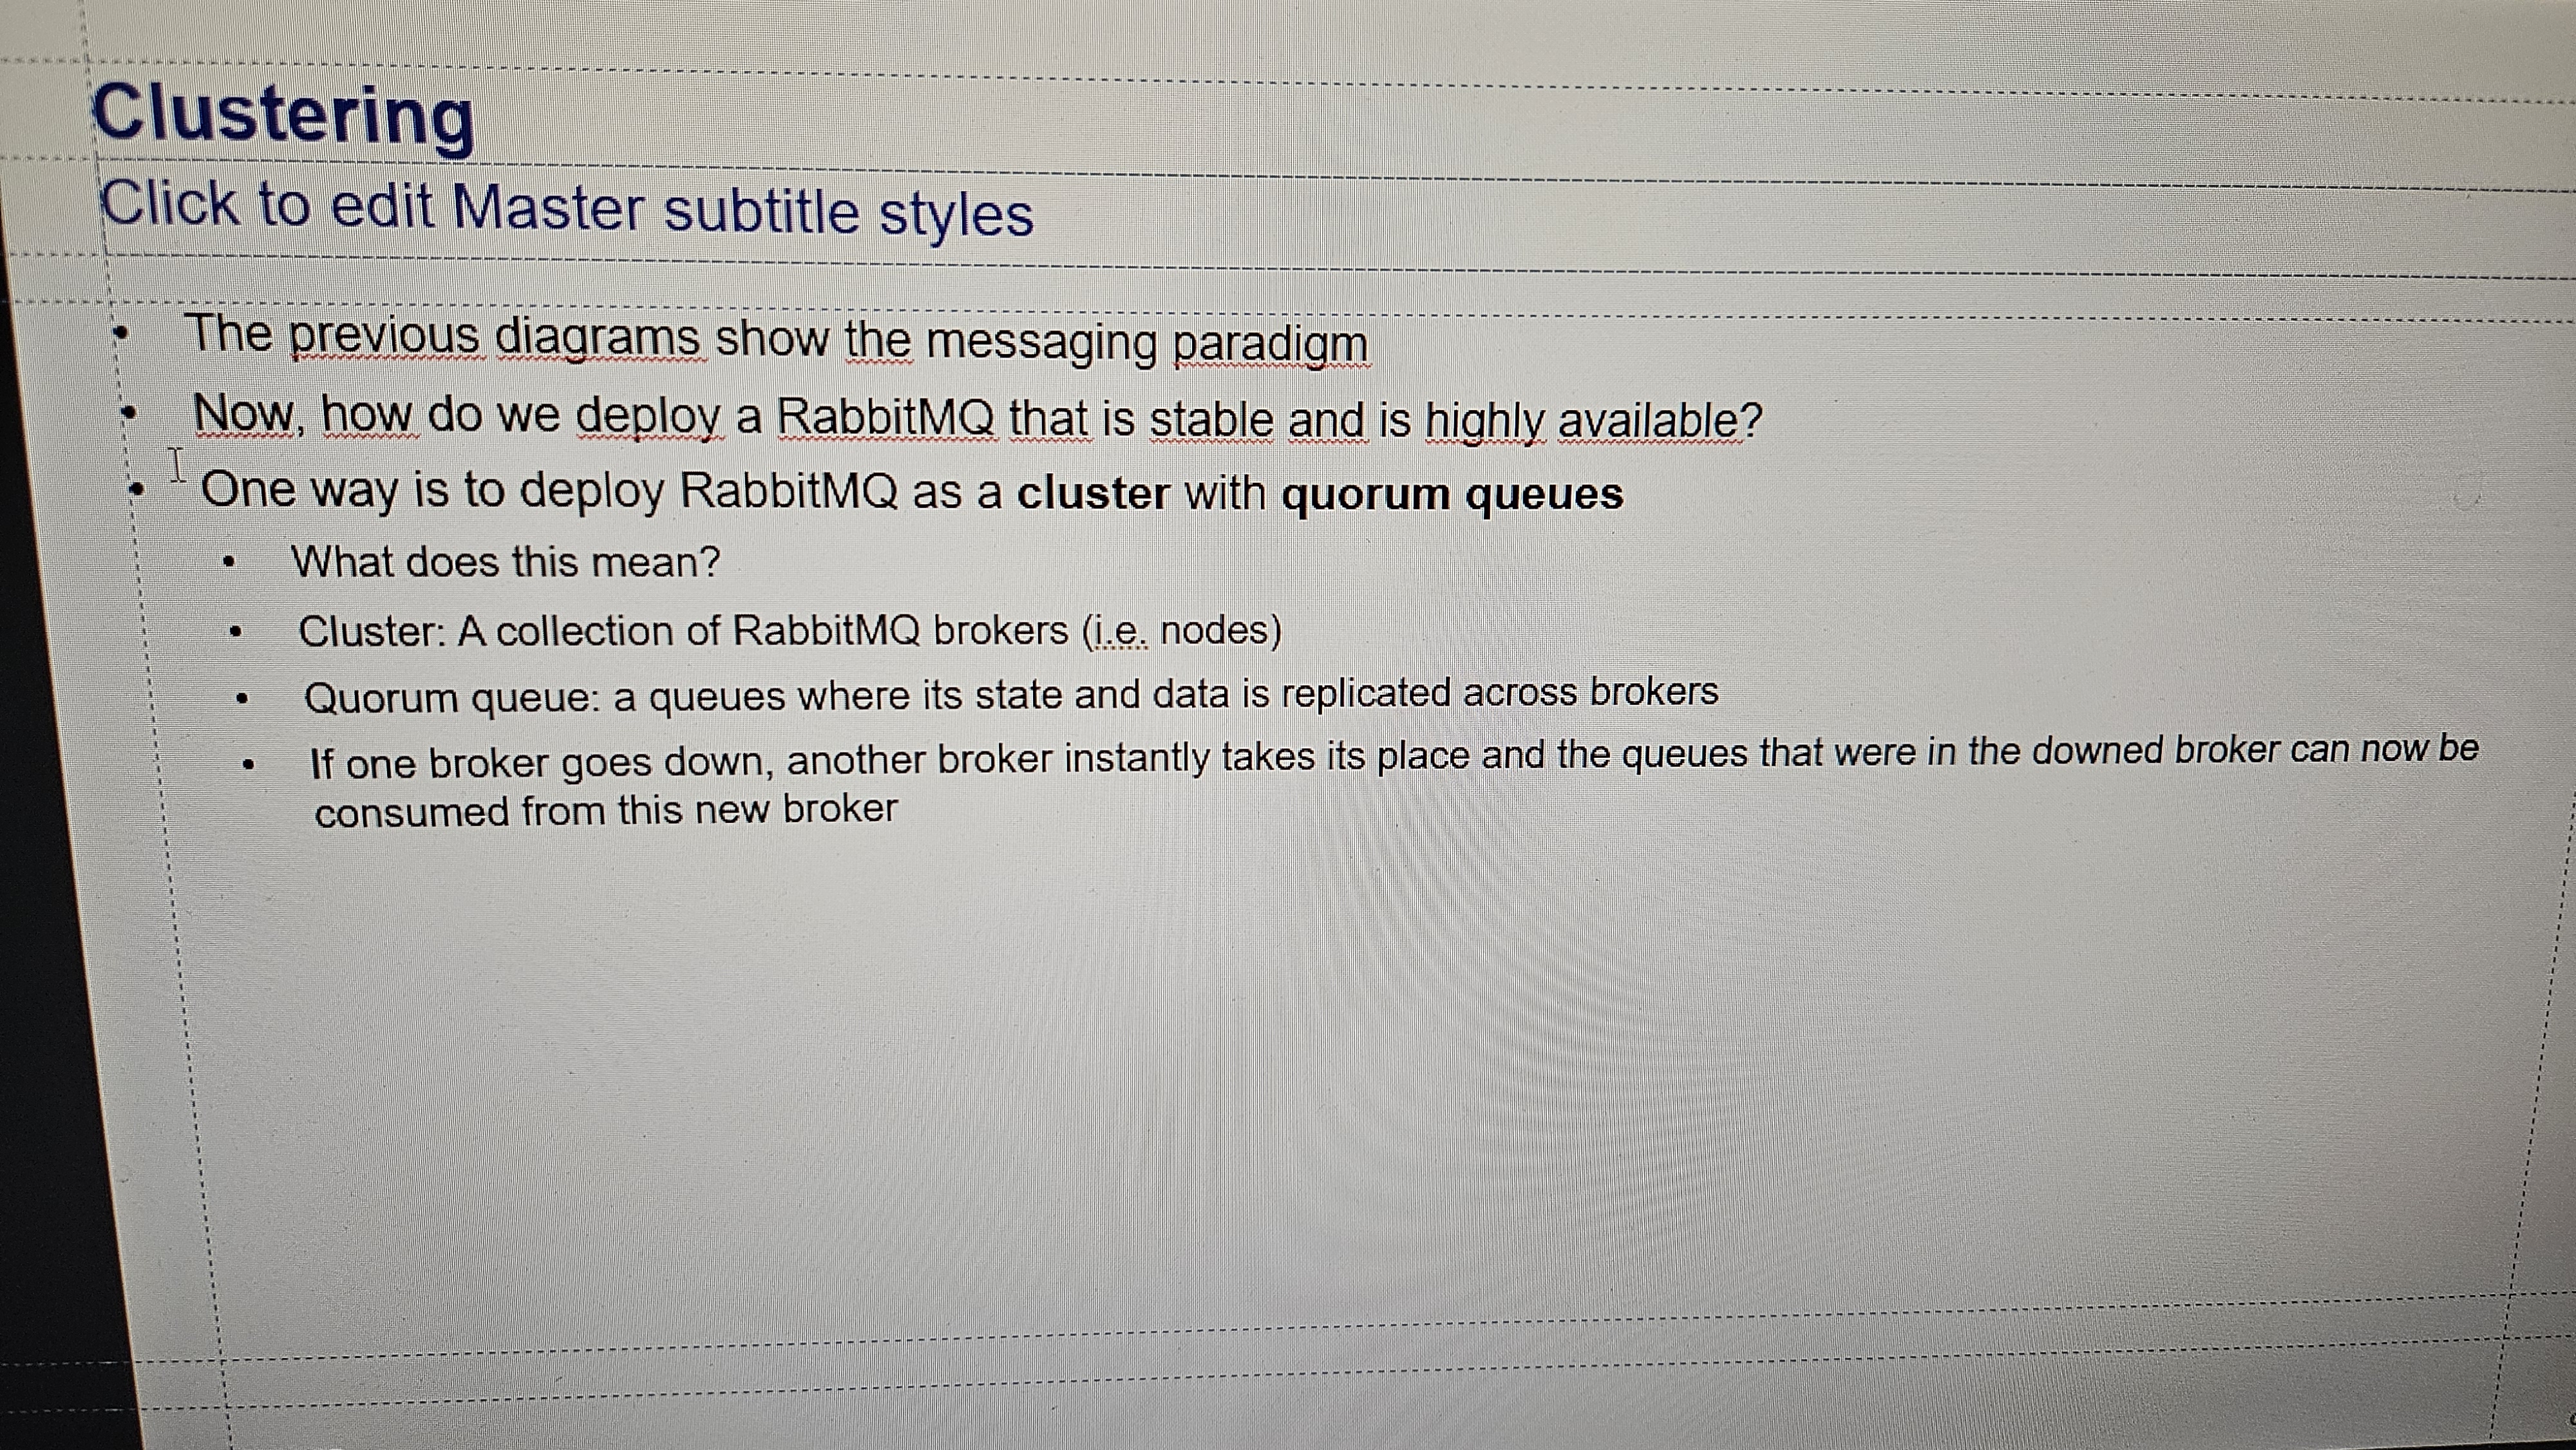 Clustering
Click to edit Master subtitle styles
• The previous diagrams show the messaging paradigm
• Now, how do we deploy a RabbitMQ that is stable and is highly available?
• One way is to deploy RabbitMQ as a cluster with quorum queues
• What does this mean?
• Cluster: A collection of RabbitMQ brokers (i.e. nodes)
• Quorum queue: a queues where its state and data is replicated across brokers
• If one broker goes down, another broker instantly takes its place and the queues that were in the downed broker can now be
consumed from this new broker